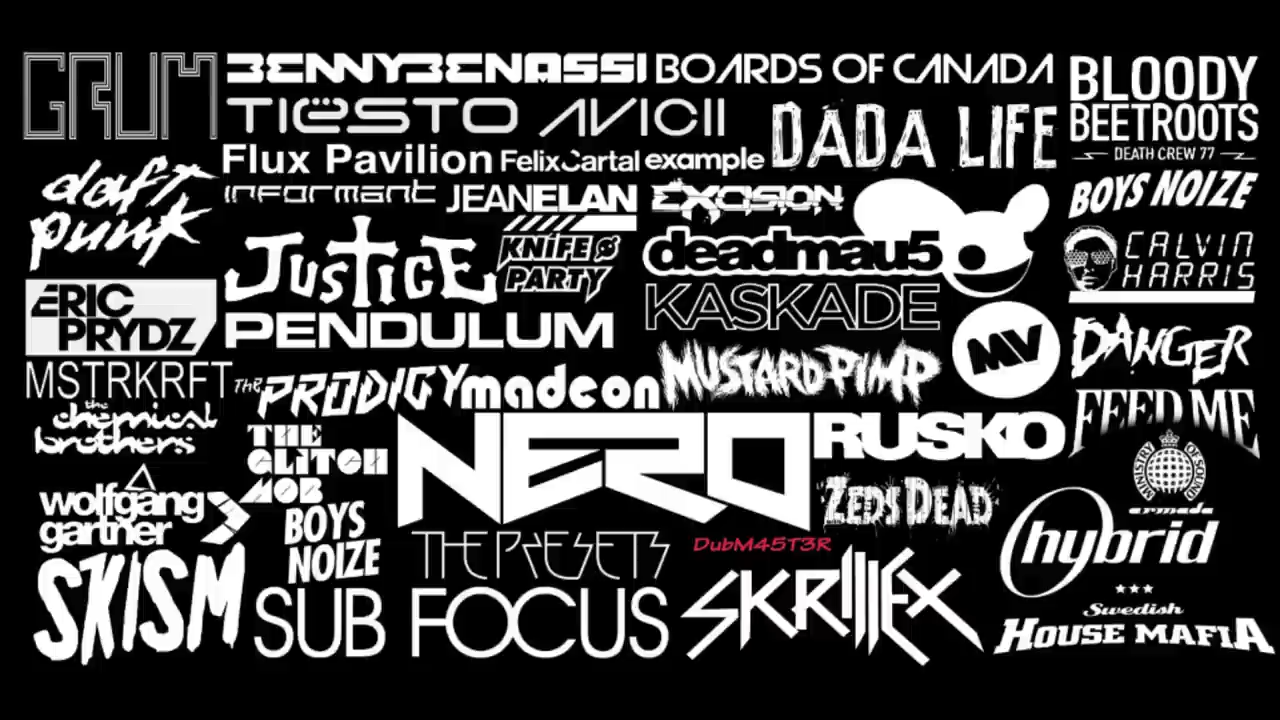 GRUM
BENNYBENASSI
BOARDS OF CANADA
BLOODY
BEETROOTS
DEATH CREW 77
TIËSTO
AVICII
DADA LIFE
Flux Pavilion
FelixCartal
example
daft
punk
informant
JEANELAN
EXCISION
BOYS NOIZE
JUSTICE
KNIFE
PARTY
deadmau5
CALVIN
HARRIS
ERIC
PRYDZ
PENDULUM
KASKADE
MV
DANGER
MSTRKRFT
THE PRODIGY
madeon
MUSTARD PIMP
FEED ME
the
chemical
brothers
THE
GLITCH
MOB
NERO
RUSKO
MINISTRY OF SOUND
wolfgang
gartner
BOYS
NOIZE
ZEDS DEAD
armada
hybrid
THE PRESETS
DubM45T3R
SKISM
SUB FOCUS
SKRILLEX
Swedish
HOUSE MAFIA